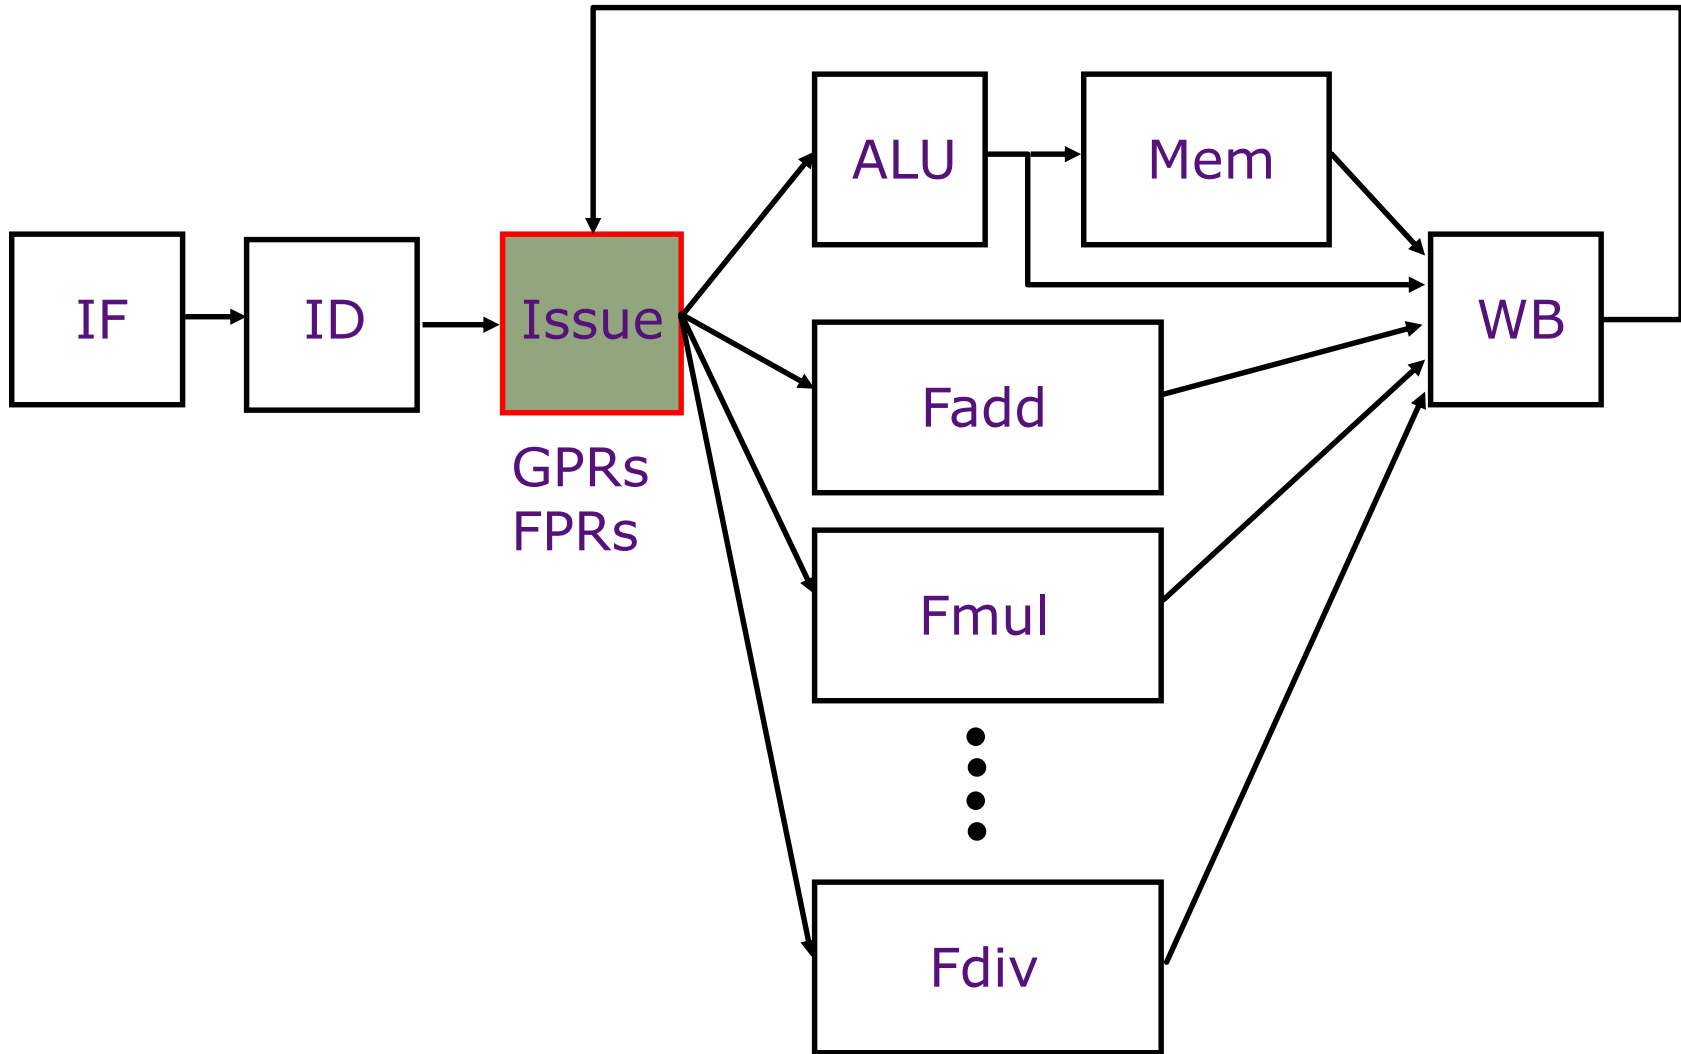 IF
ID
Issue
GPRs
FPRs
ALU
Mem
Fadd
Fmul
Fdiv
WB